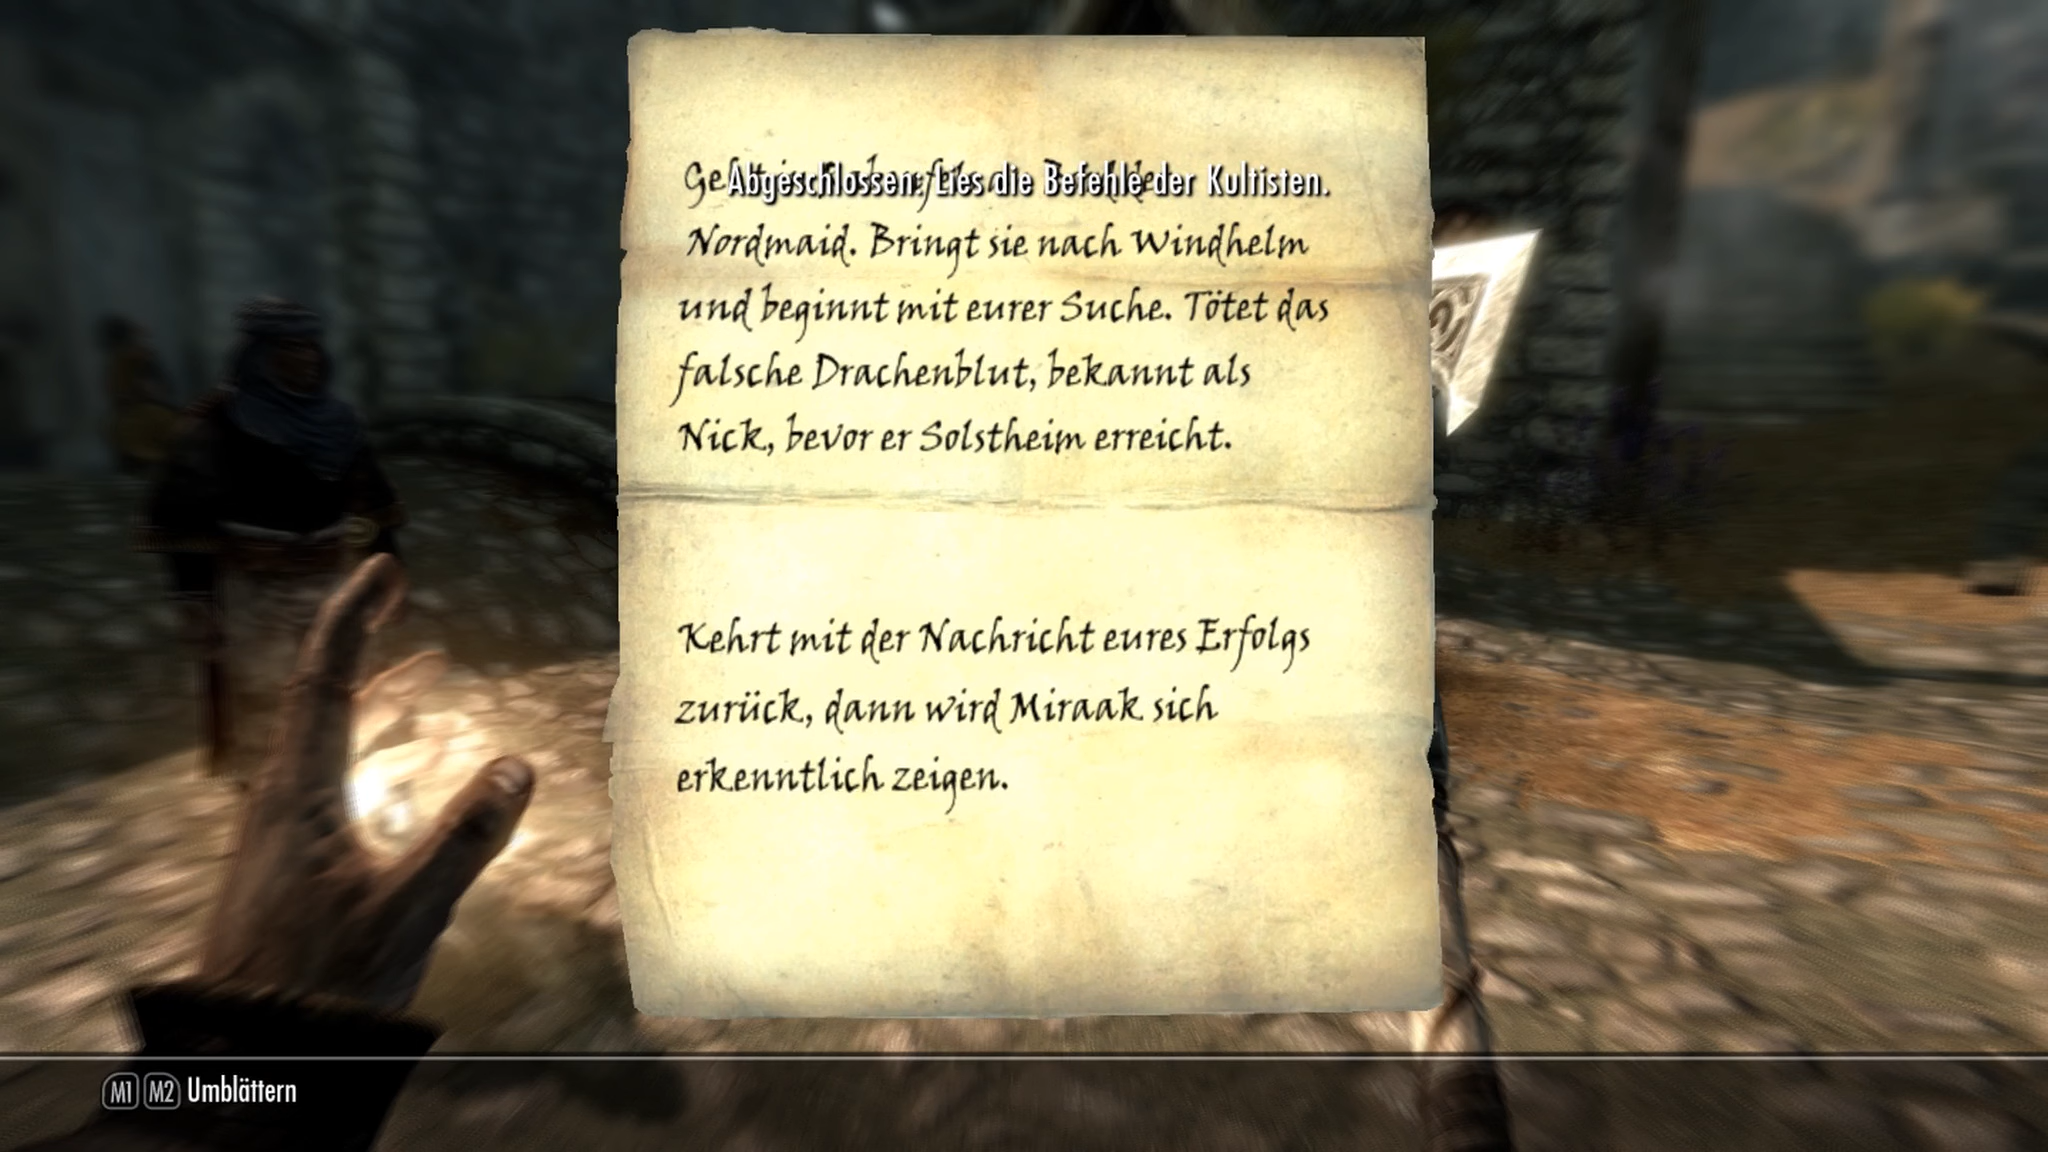 Abgeschlossen: Lies die Befehle der Kultisten.
Nordmaid. Bringt sie nach Windhelm
und beginnt mit eurer Suche. Tötet das
falsche Drachenblut, bekannt als
Nick, bevor er Solstheim erreicht.
Kehrt mit der Nachricht eures Erfolgs
zurück, dann wird Miraak sich
erkenntlich zeigen.
M1 M2 Umblättern